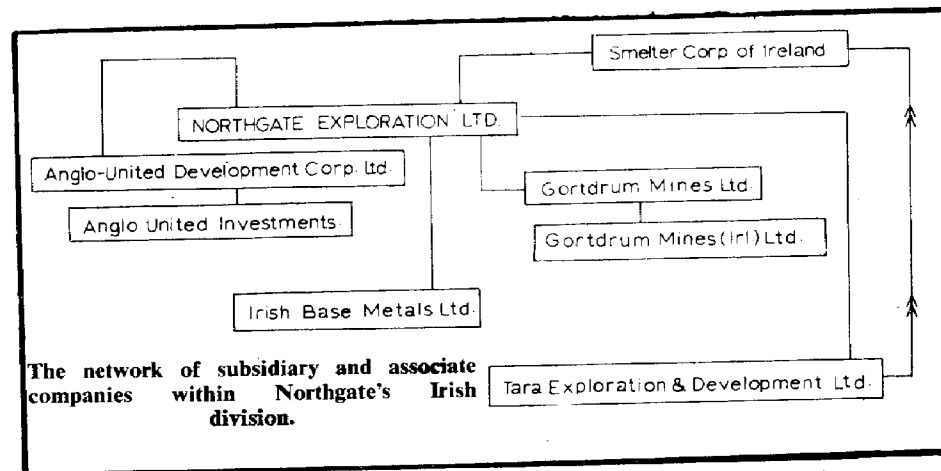 Smelter Corp of Ireland
NORTHGATE EXPLORATION LTD.
Anglo-United Development Corp. Ltd.
Anglo United Investments.
Gortdrum Mines Ltd.
Gortdrum Mines (Irl.) Ltd.
Irish Base Metals Ltd.
Tara Exploration & Development Ltd.
The network of subsidiary and associate
companies within Northgate's Irish
division.